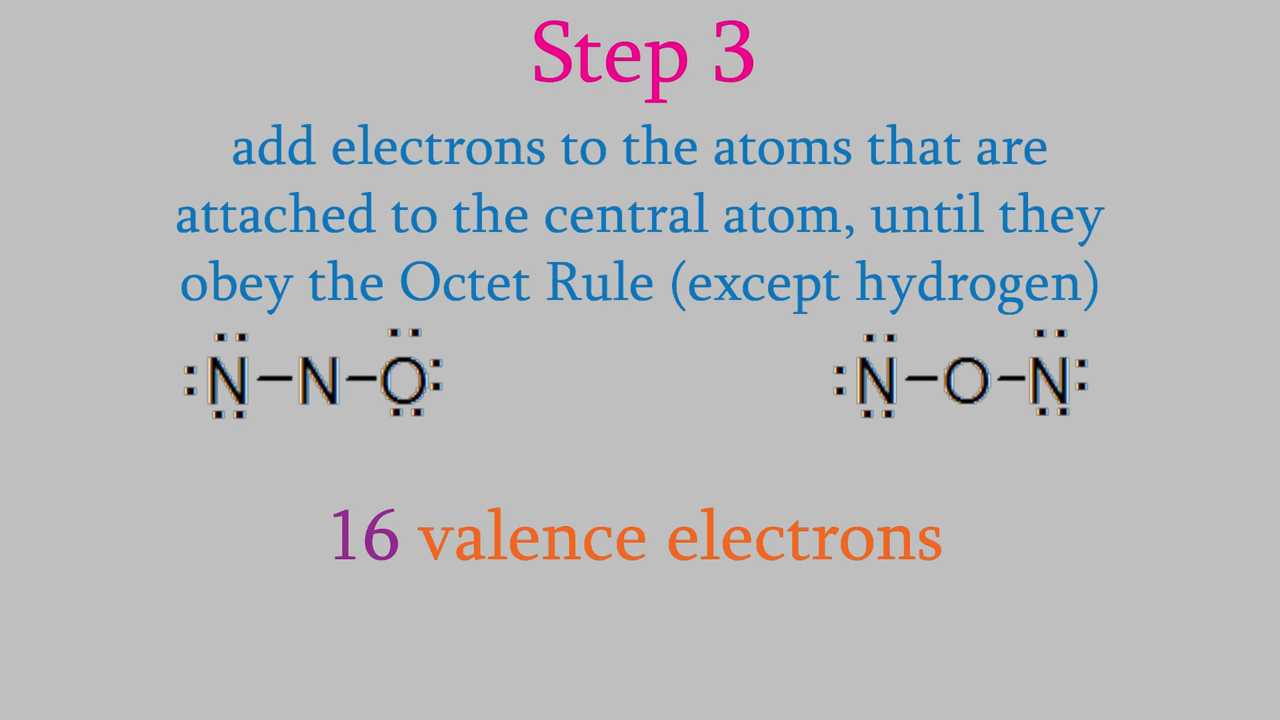 Step 3
add electrons to the atoms that are
attached to the central atom, until they
obey the Octet Rule (except hydrogen)
N–N–O N–O–N
16 valence electrons